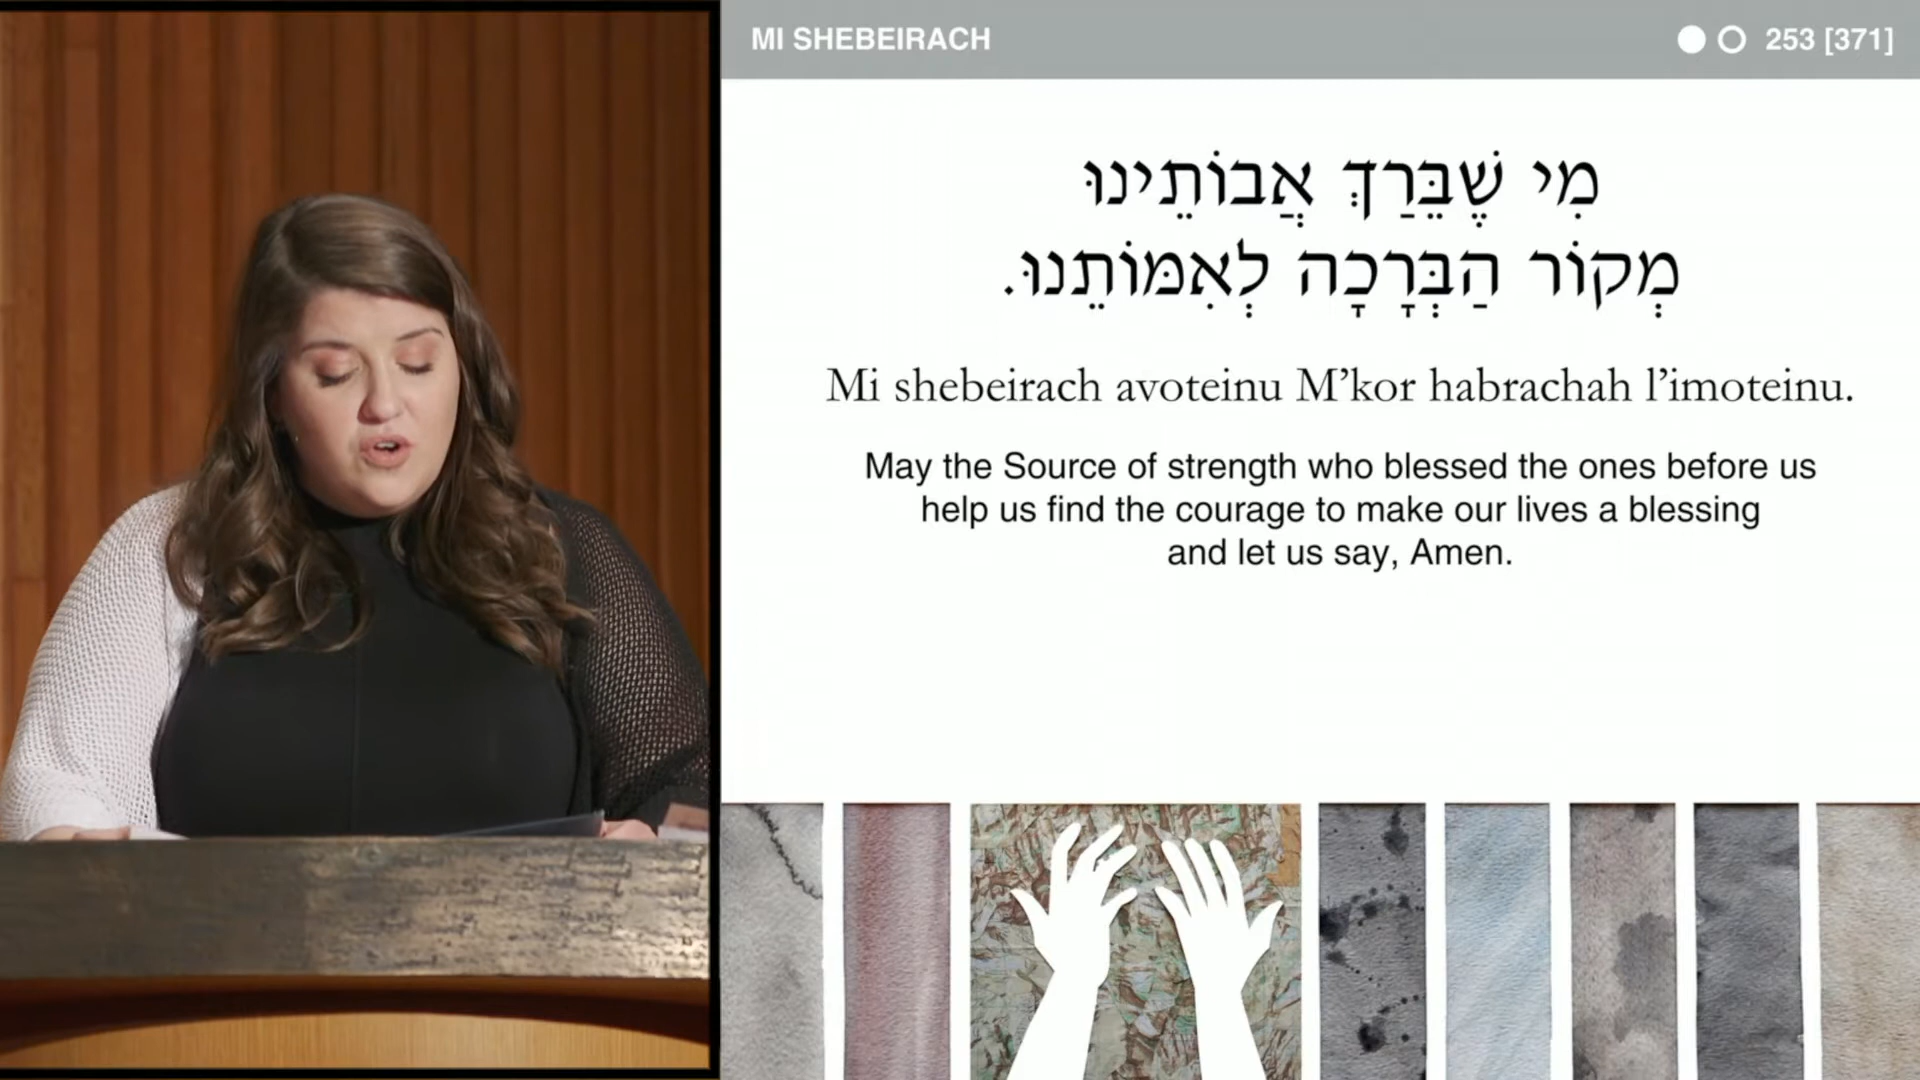 MI SHEBEIRACH
253 [371]
מִי שֶׁבֵּרַךְ אֲבוֹתֵינוּ
מְקוֹר הַבְּרָכָה לְאִמּוֹתֵנוּ.
Mi shebeirach avoteinu M’kor habrachah l’imoteinu.
May the Source of strength who blessed the ones before us
help us find the courage to make our lives a blessing
and let us say, Amen.